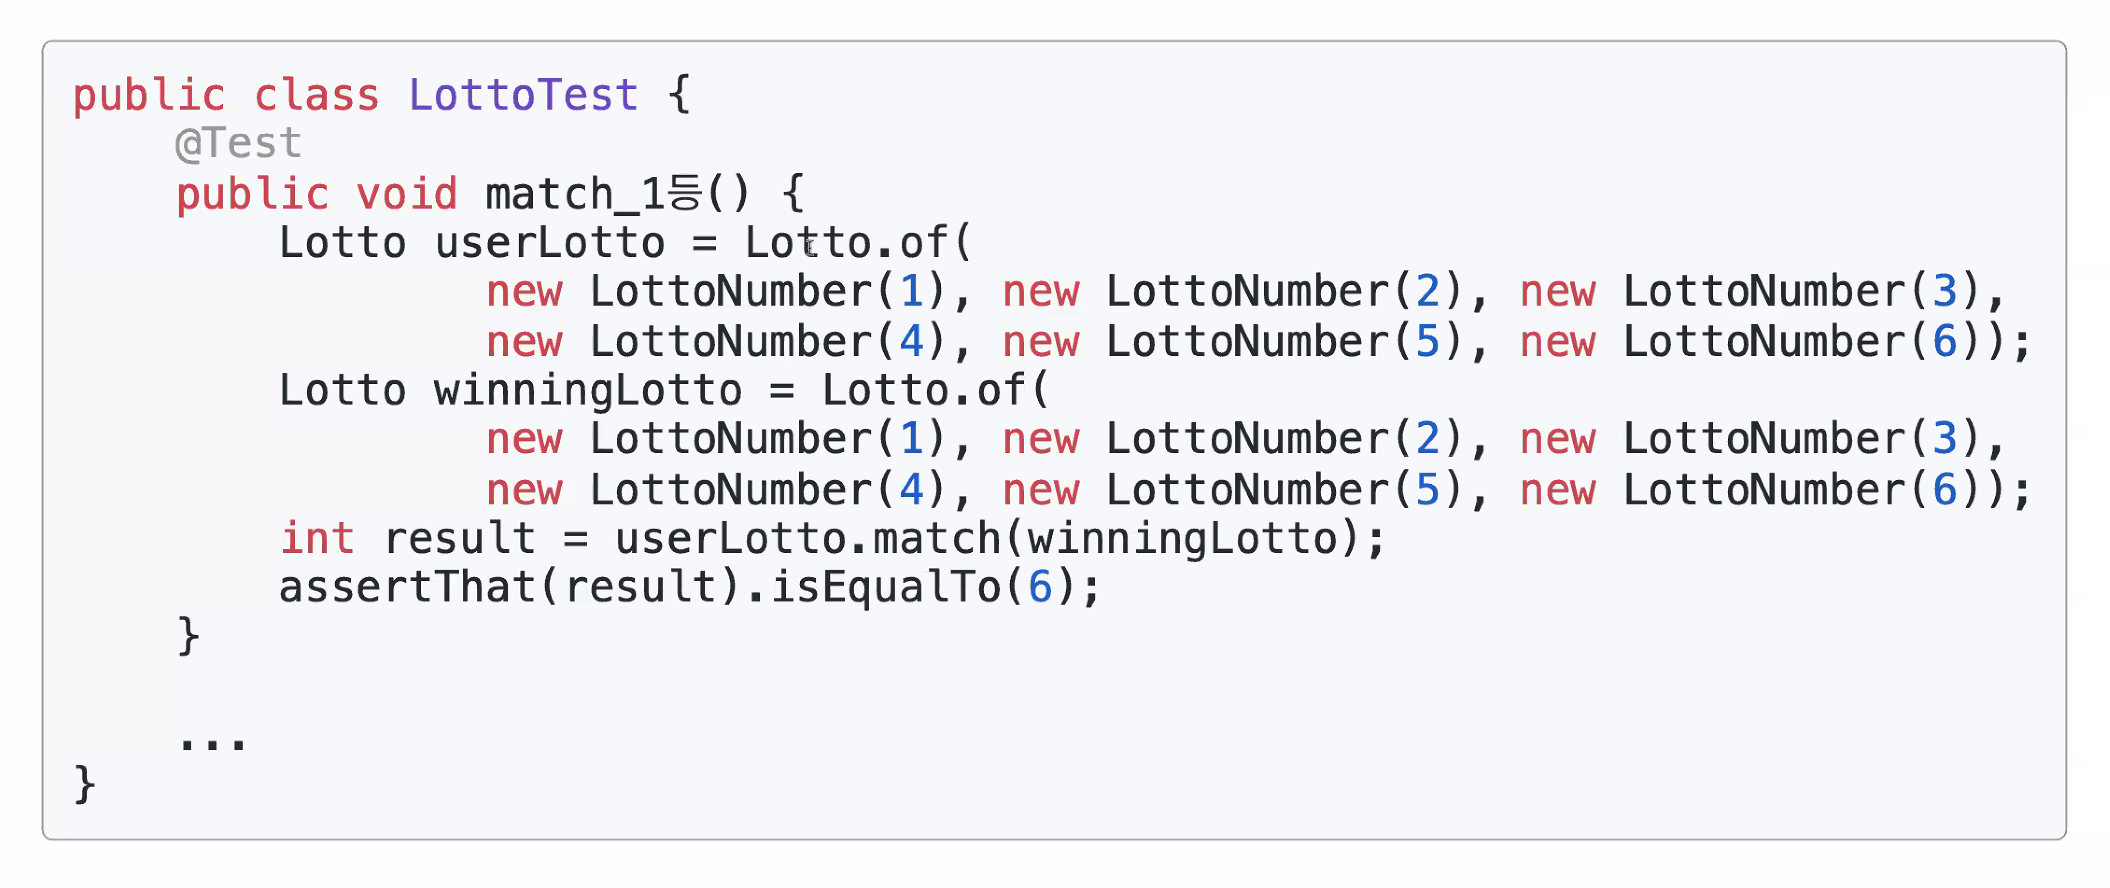 public class LottoTest {
    @Test
    public void match_1등() {
        Lotto userLotto = Lotto.of(
                new LottoNumber(1), new LottoNumber(2), new LottoNumber(3),
                new LottoNumber(4), new LottoNumber(5), new LottoNumber(6));
        Lotto winningLotto = Lotto.of(
                new LottoNumber(1), new LottoNumber(2), new LottoNumber(3),
                new LottoNumber(4), new LottoNumber(5), new LottoNumber(6));
        int result = userLotto.match(winningLotto);
        assertThat(result).isEqualTo(6);
    }
    ...
}